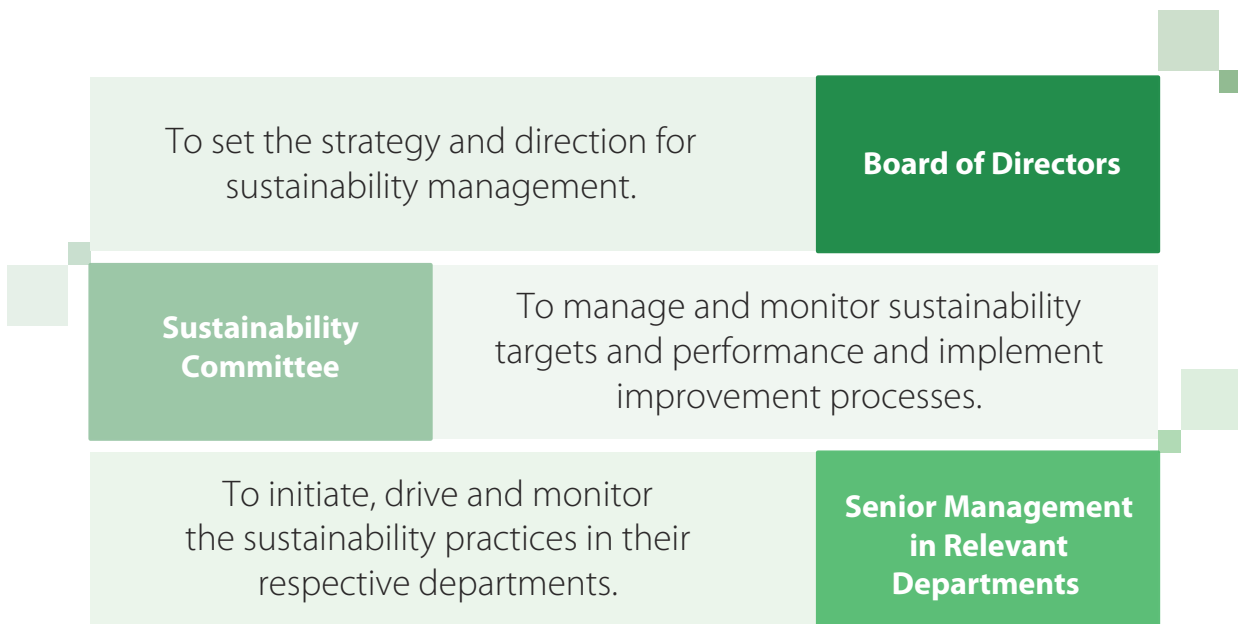 To set the strategy and direction for
sustainability management.
Board of Directors
Sustainability
Committee
To manage and monitor sustainability
targets and performance and implement
improvement processes.
To initiate, drive and monitor
the sustainability practices in their
respective departments.
Senior Management
in Relevant
Departments